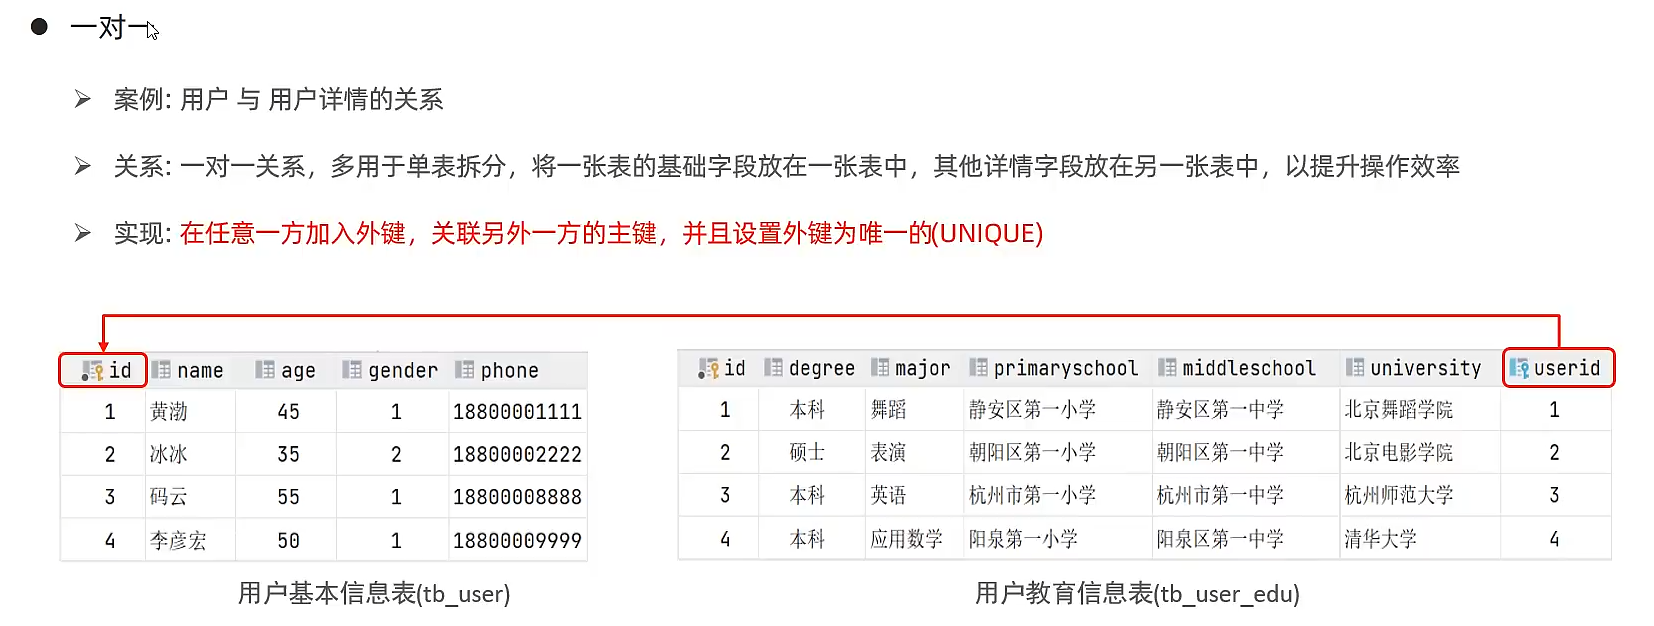 ● 一对一
➢ 案例: 用户 与 用户详情的关系
➢ 关系: 一对一关系，多用于单表拆分，将一张表的基础字段放在一张表中，其他详情字段放在另一张表中，以提升操作效率
➢ 实现: 在任意一方加入外键，关联另外一方的主键，并且设置外键为唯一的(UNIQUE)
id name age gender phone
1 黄渤 45 1 18800001111
2 冰冰 35 2 18800002222
3 码云 55 1 18800008888
4 李彦宏 50 1 18800009999
用户基本信息表(tb_user)
id degree major primaryschool middleschool university userid
1 本科 舞蹈 静安区第一小学 静安区第一中学 北京舞蹈学院 1
2 硕士 表演 朝阳区第一小学 朝阳区第一中学 北京电影学院 2
3 本科 英语 杭州市第一小学 杭州市第一中学 杭州师范大学 3
4 本科 应用数学 阳泉第一小学 阳泉区第一中学 清华大学 4
用户教育信息表(tb_user_edu)